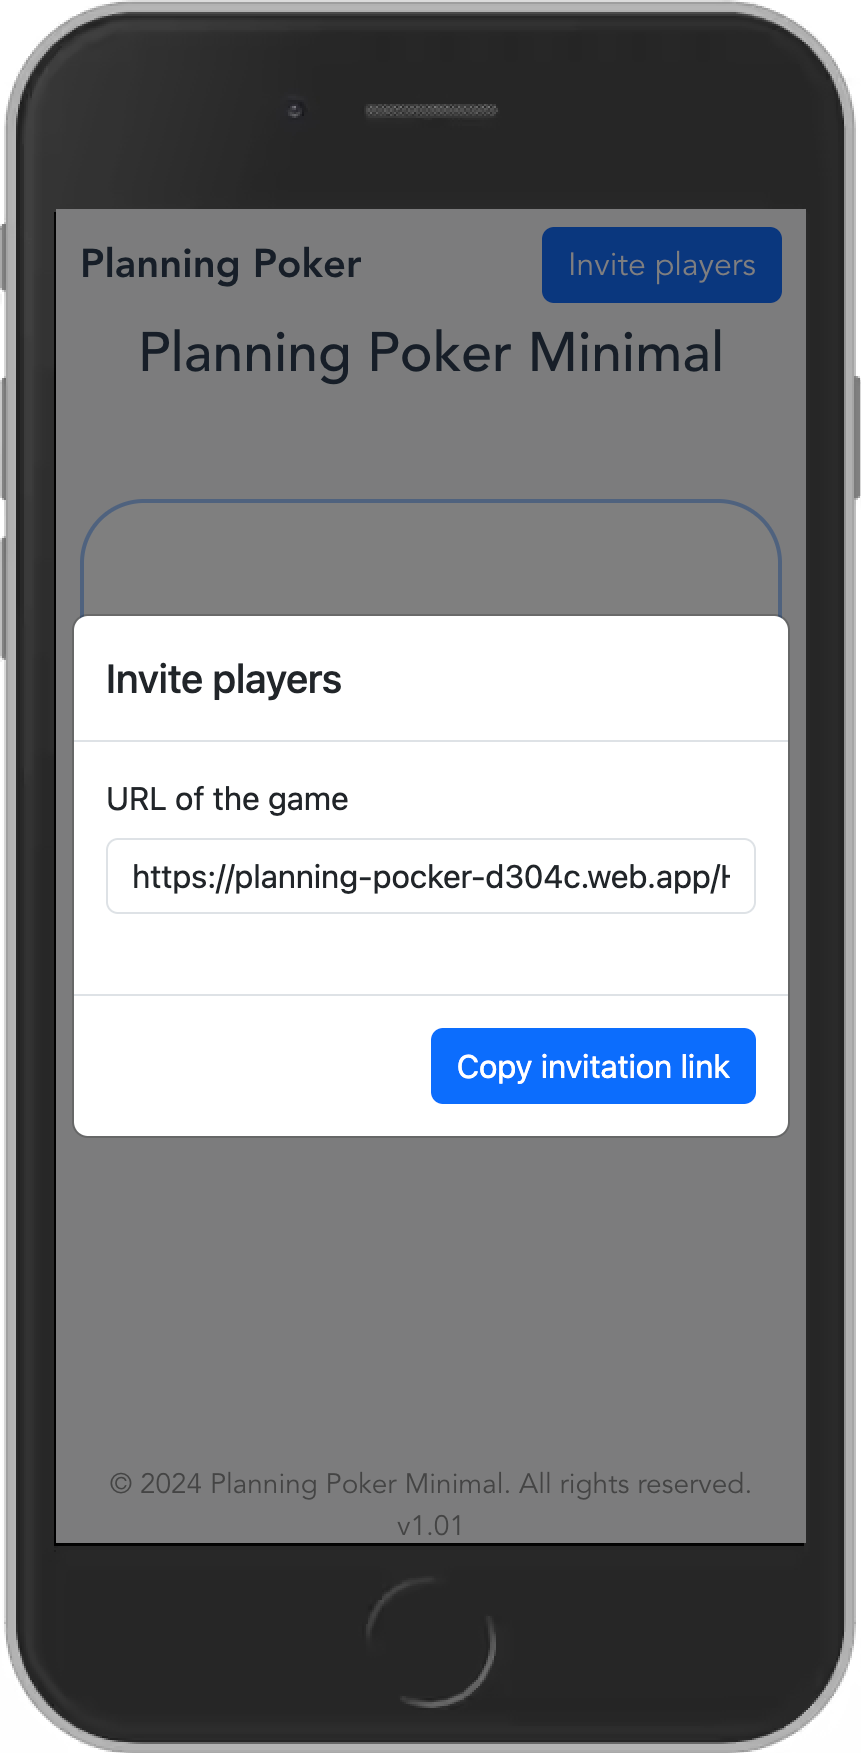 Planning Poker
Invite players
Planning Poker Minimal
Invite players
URL of the game
https://planning-pocker-d304c.web.app/
Copy invitation link
© 2024 Planning Poker Minimal. All rights reserved.
v1.01